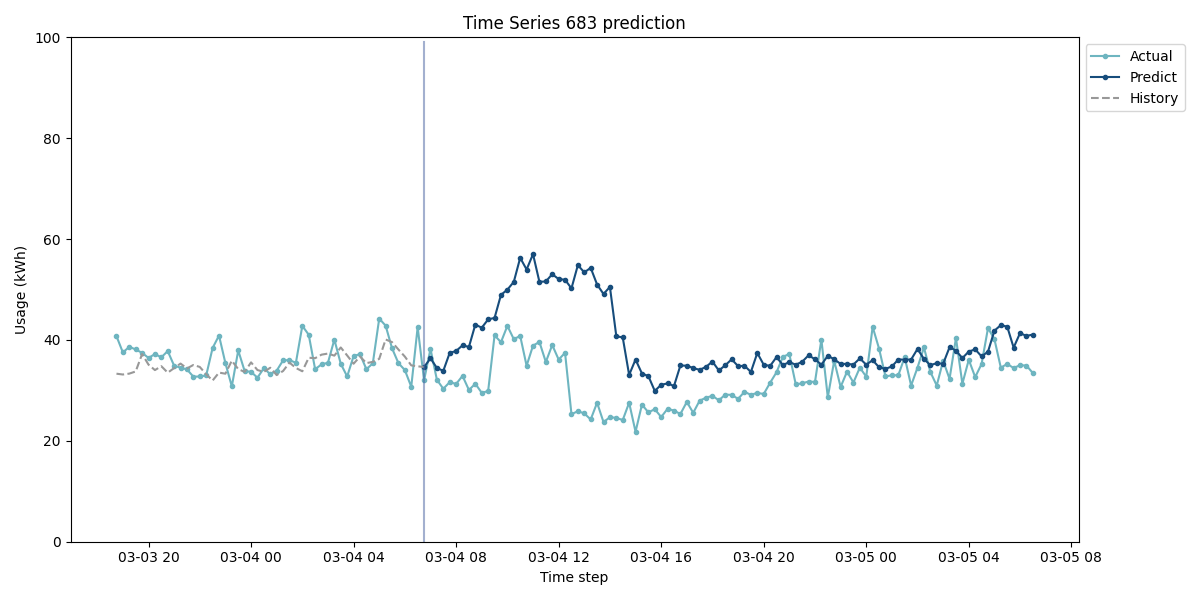 Time Series 683 prediction
100
80
60
40
20
0
Usage (kWh)
03-03 20
03-04 00
03-04 04
03-04 08
03-04 12
03-04 16
03-04 20
03-05 00
03-05 04
03-05 08
Time step
Actual
Predict
History